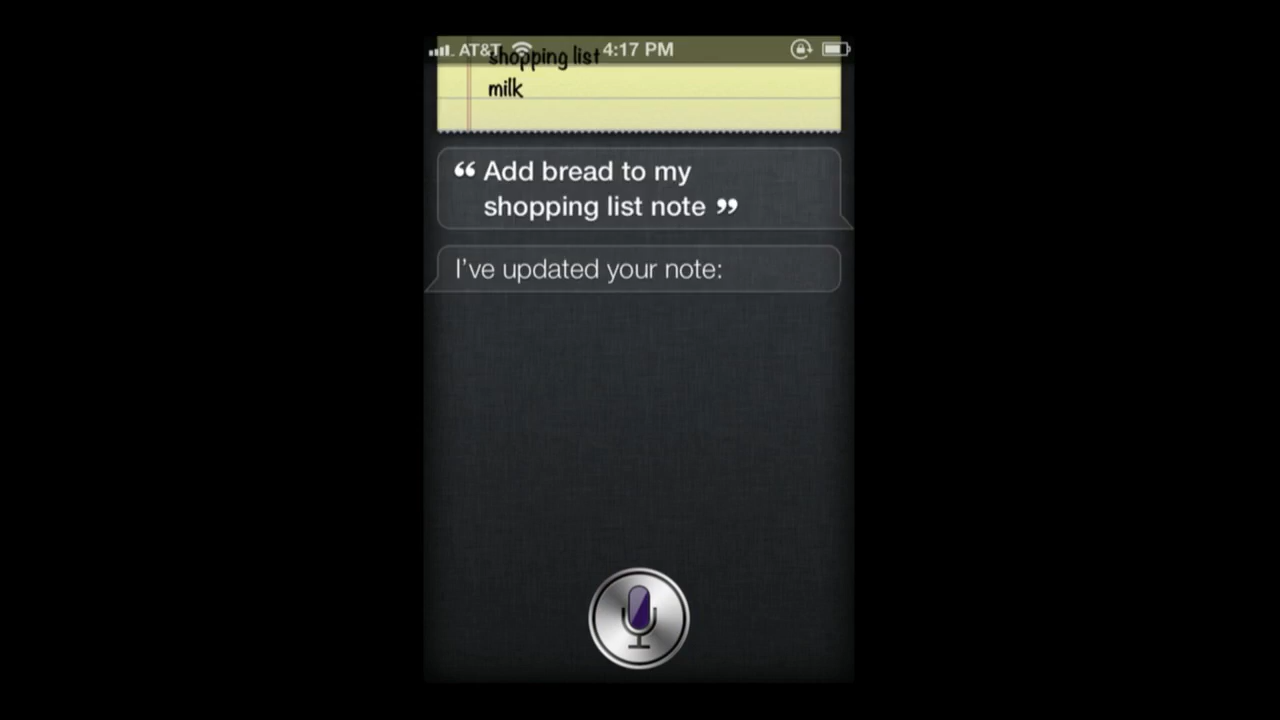 AT&T 4:17 PM
shopping list
milk
“ Add bread to my
shopping list note ”
I’ve updated your note: